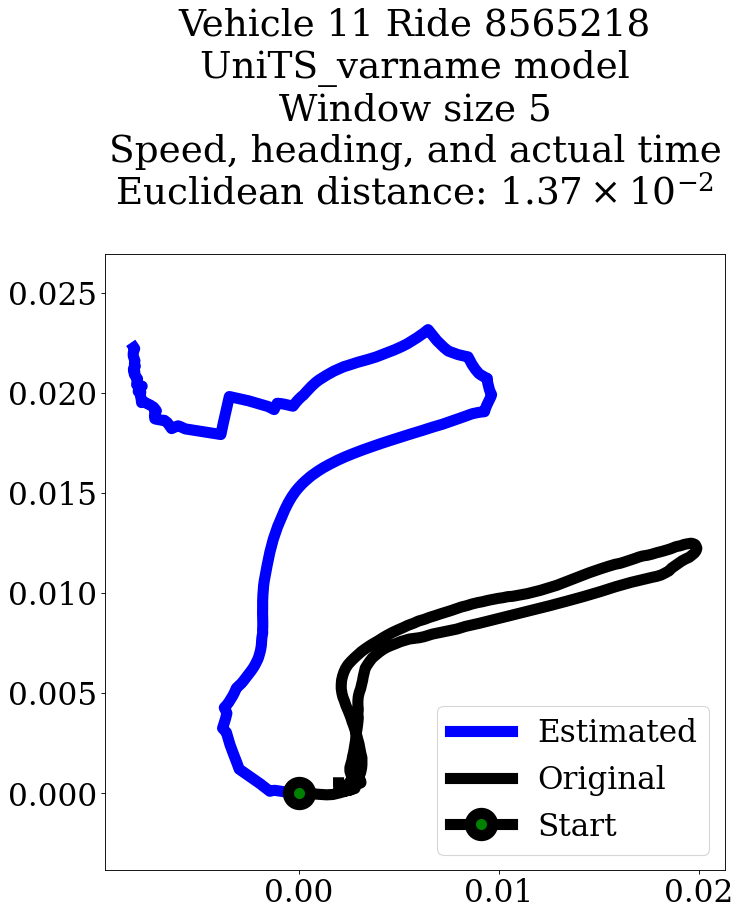 Vehicle 11 Ride 8565218
UniTS_varname model
Window size 5
Speed, heading, and actual time
Euclidean distance: 1.37 × 10⁻²
0.025
0.020
0.015
0.010
0.005
0.000
Estimated
Original
Start
0.00 0.01 0.02